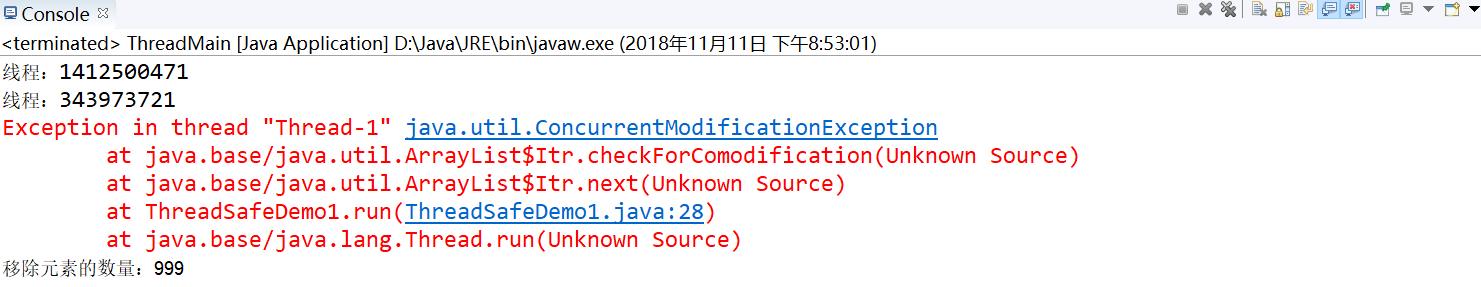 Console
<terminated> ThreadMain [Java Application] D:\Java\JRE\bin\javaw.exe (2018年11月11日 下午8:53:01)
线程：1412500471
线程：343973721
Exception in thread "Thread-1" java.util.ConcurrentModificationException
at java.base/java.util.ArrayList$Itr.checkForComodification(Unknown Source)
at java.base/java.util.ArrayList$Itr.next(Unknown Source)
at ThreadSafeDemo1.run(ThreadSafeDemo1.java:28)
at java.base/java.lang.Thread.run(Unknown Source)
移除元素的数量：999